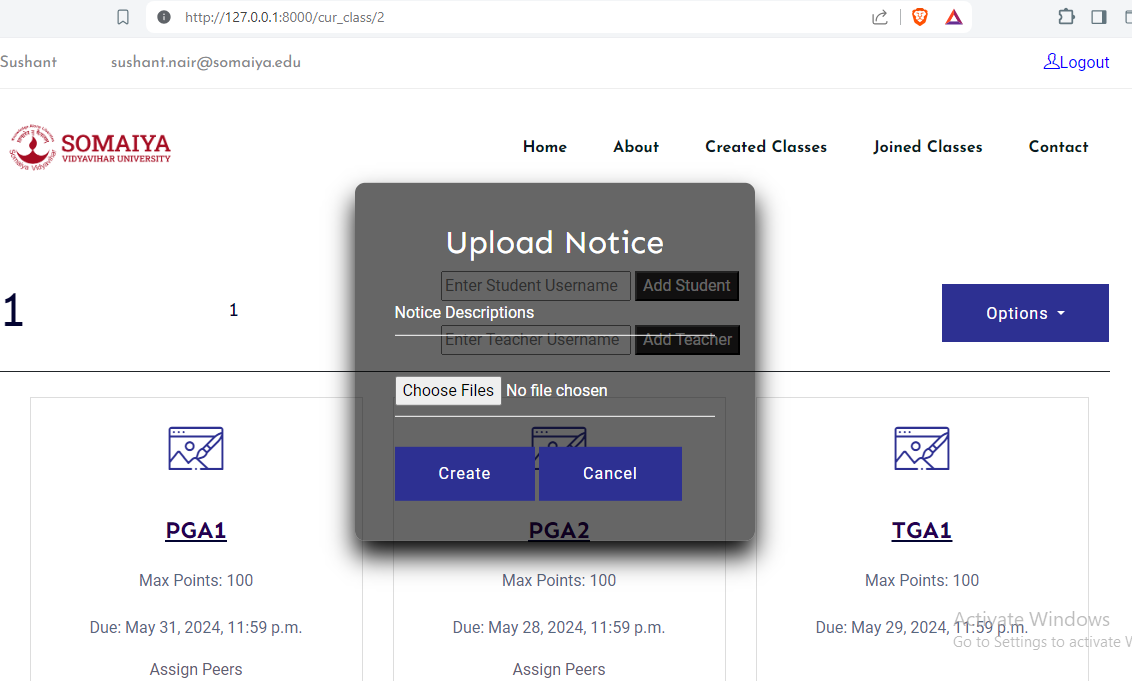 http://127.0.0.1:8000/cur_class/2
Sushant sushant.nair@somaiya.edu Logout
SOMAIYA
VIDYAVIHAR UNIVERSITY
Home About Created Classes Joined Classes Contact
Upload Notice
Enter Student Username Add Student
1 1 Notice Descriptions Options
Enter Teacher Username Add Teacher
Choose Files No file chosen
Create Cancel
PGA1 PGA2 TGA1
Max Points: 100 Max Points: 100 Max Points: 100
Due: May 31, 2024, 11:59 p.m. Due: May 28, 2024, 11:59 p.m. Due: May 29, 2024, 11:59 p.m.
Assign Peers Assign Peers
Activate Windows
Go to Settings to activate W